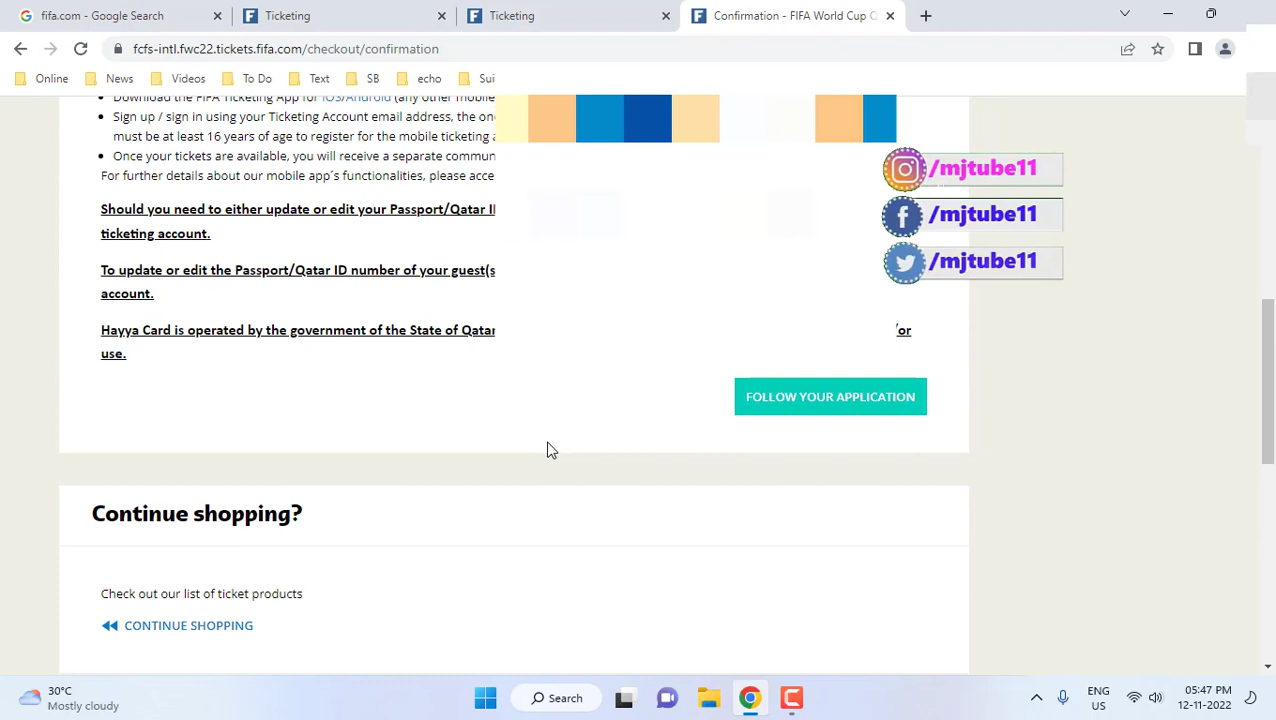 fifa.com - Google Search
Ticketing
Ticketing
Confirmation - FIFA World Cup
fcfs-intl.fwc22.tickets.fifa.com/checkout/confirmation
Online News Videos To Do Text SB echo Sui
Download the FIFA Ticketing App for iOS/Android (any other mobile
Sign up / sign in using your Ticketing Account email address, the one
must be at least 16 years of age to register for the mobile ticketing a
Once your tickets are available, you will receive a separate commun
For further details about the mobile app's functionalities, please acce
Should you need to either update or edit your Passport/Qatar I
ticketing account.
To update or edit the Passport/Qatar ID number of your guest(s
account.
Hayya Card is operated by the government of the State of Qatar
/or
use.
FOLLOW YOUR APPLICATION
/mjtube11
/mjtube11
/mjtube11
Continue shopping?
Check out our list of ticket products
CONTINUE SHOPPING
30°C
Mostly cloudy
Search
ENG
US
05:47 PM
12-11-2022